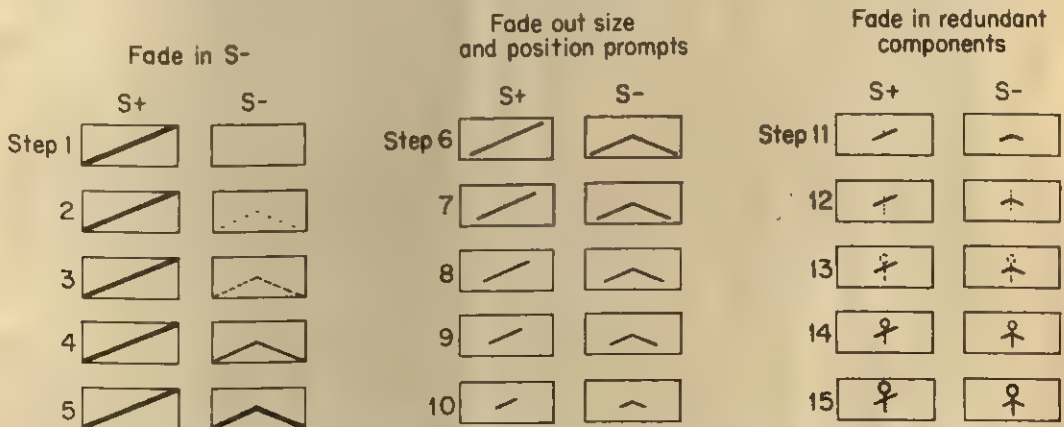 Fade in S-
S+ S-
Step 1
2
3
4
5
Fade out size
and position prompts
S+ S-
Step 6
7
8
9
10
Fade in redundant
components
S+ S-
Step 11
12
13
14
15